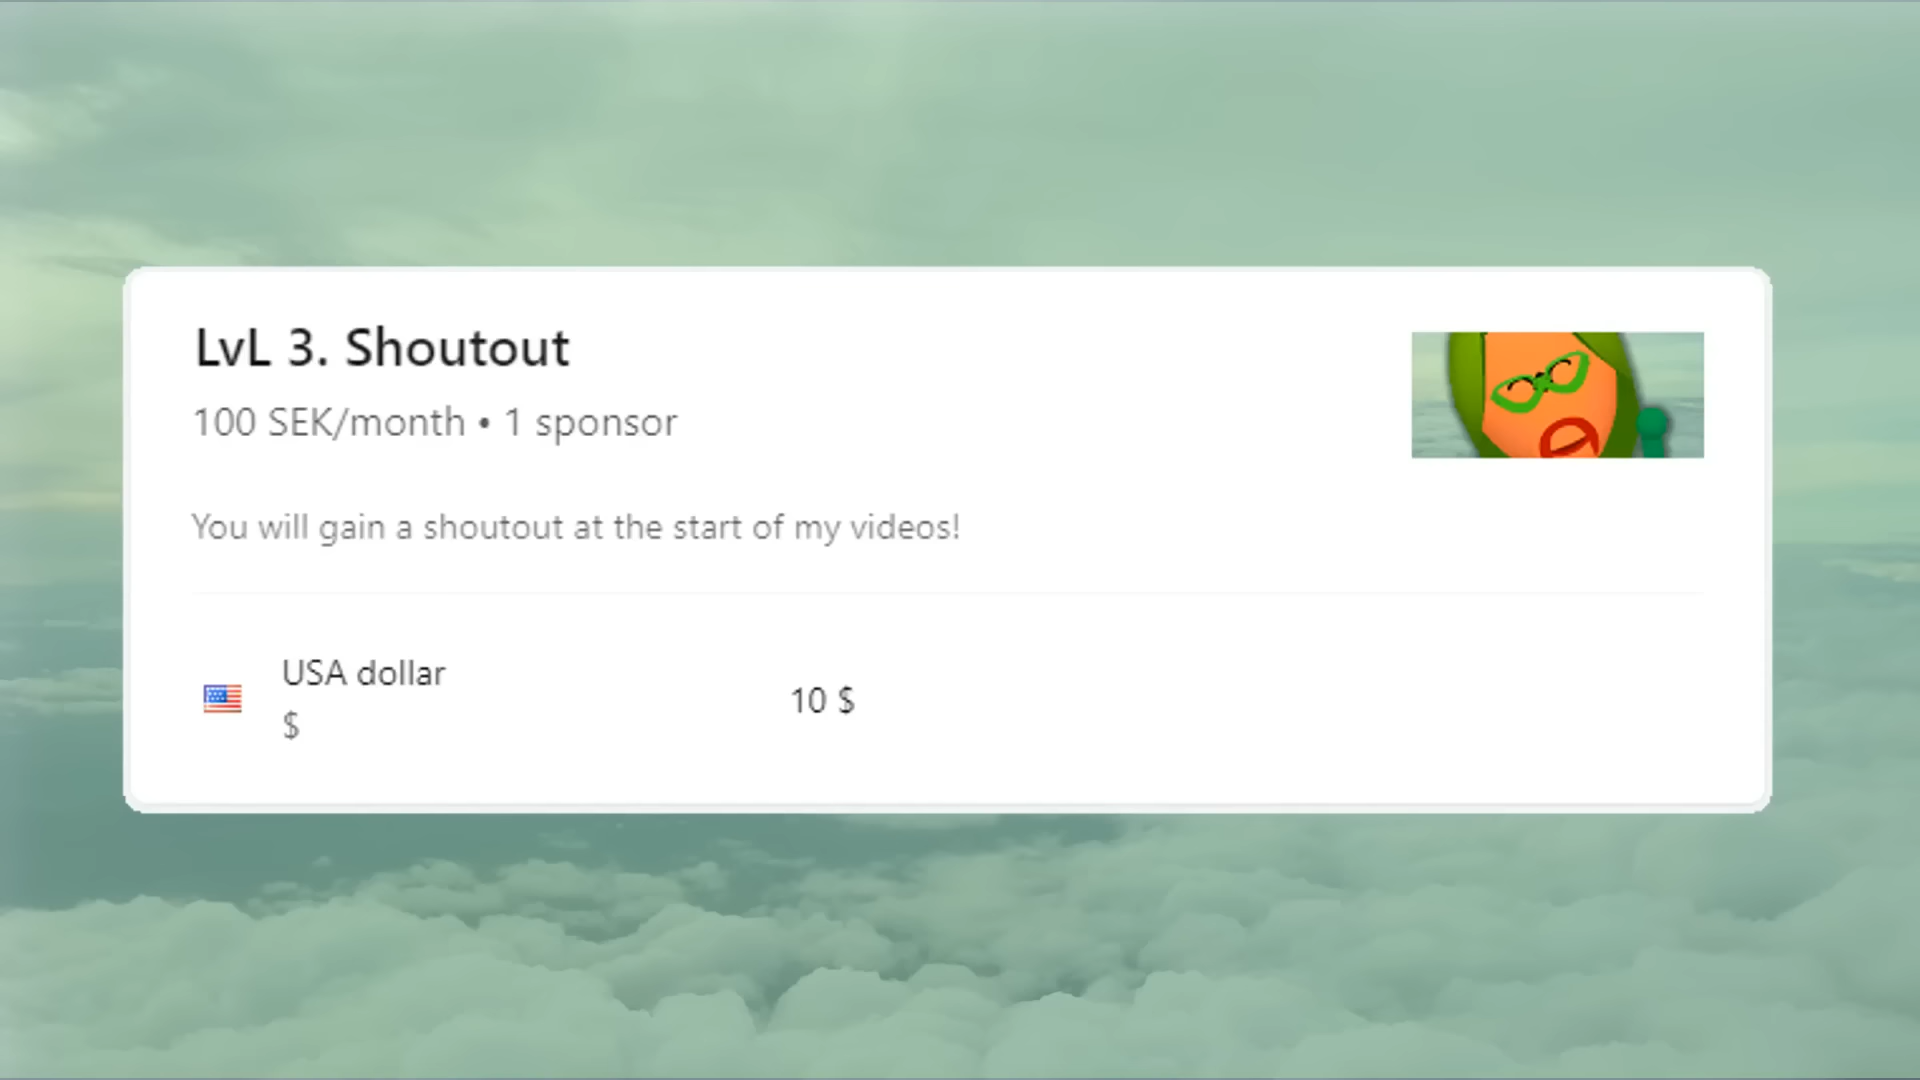 LvL 3. Shoutout
100 SEK/month • 1 sponsor
You will gain a shoutout at the start of my videos!
USA dollar
$
10 $